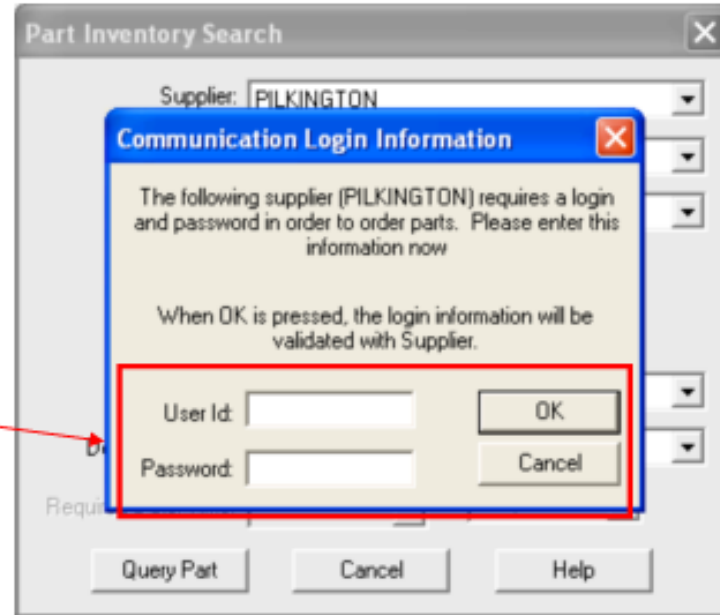 Part Inventory Search
Supplier: PILKINGTON
Communication Login Information
The following supplier (PILKINGTON) requires a login
and password in order to order parts. Please enter this
information now
When OK is pressed, the login information will be
validated with Supplier.
User Id: OK
Password: Cancel
Query Part Cancel Help